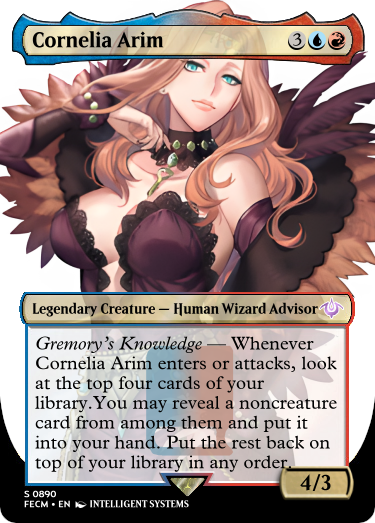 Cornelia Arim 3
Legendary Creature — Human Wizard Advisor
Gremory's Knowledge — Whenever
Cornelia Arim enters or attacks, look
at the top four cards of your
library.You may reveal a noncreature
card from among them and put it
into your hand. Put the rest back on
top of your library in any order.
4/3
S 0890
FECM • EN INTELLIGENT SYSTEMS